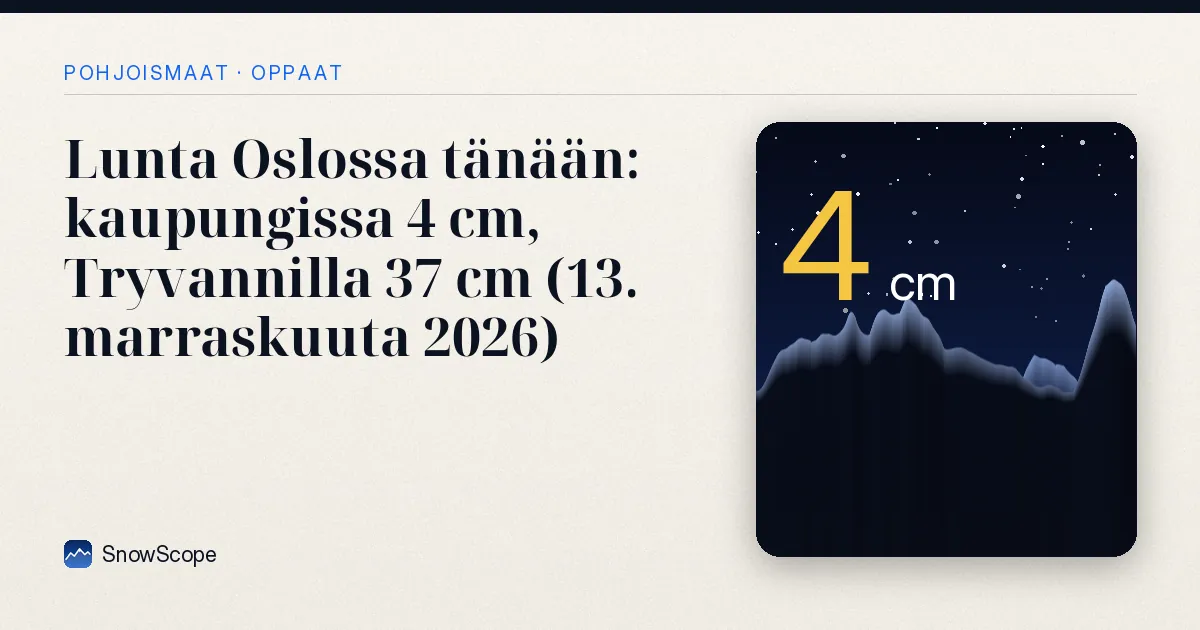 POHJOISMAAT · OPPAAT
Lunta Oslossa tänään:
kaupungissa 4 cm,
Tryvannilla 37 cm (13.
marraskuuta 2026)
4 cm
SnowScope